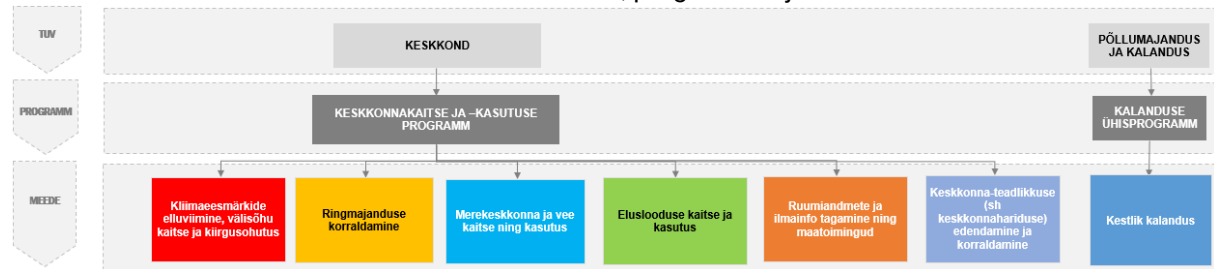 TUV
KESKKOND
PÕLLUMAJANDUS
JA KALANDUS
PROGRAMM
KESKKONNAKAITSE JA –KASUTUSE
PROGRAMM
KALANDUSE
ÜHISPROGRAMM
MEEDE
Kliimaeesmärkide
elluviimine, välisõhu
kaitse ja kiirgusohutus
Ringmajanduse
korraldamine
Merekeskkonna ja vee
kaitse ning kasutus
Eluslooduse kaitse ja
kasutus
Ruumiandmete ja
ilmainfo tagamine ning
maatoimingud
Keskkonna-teadlikkuse
(sh
keskkonnahariduse)
edendamine ja
korraldamine
Kestlik kalandus